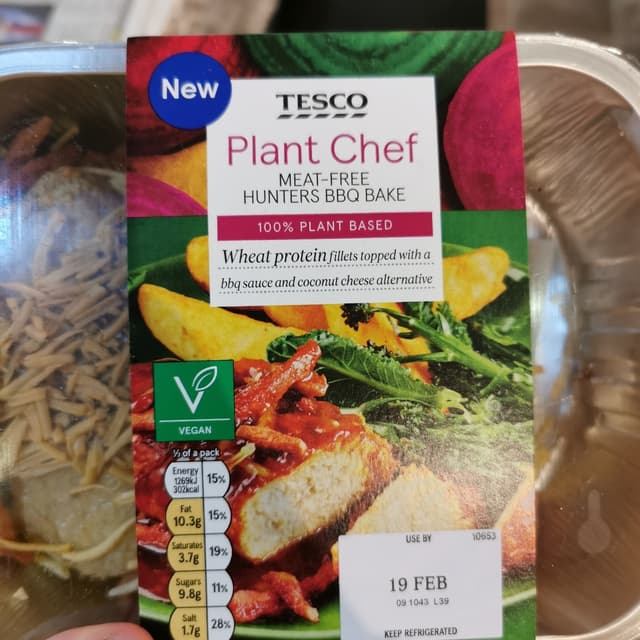 New
TESCO
Plant Chef
MEAT-FREE
HUNTERS BBQ BAKE
100% PLANT BASED
Wheat protein fillets topped with a
bbq sauce and coconut cheese alternative
V
VEGAN
½ of a pack
Energy
1269kJ
302kcal
15%
Fat
10.3g
15%
Saturates
3.7g
19%
Sugars
9.8g
11%
Salt
1.7g
28%
USE BY
10653
19 FEB
09 1043 L39
KEEP REFRIGERATED